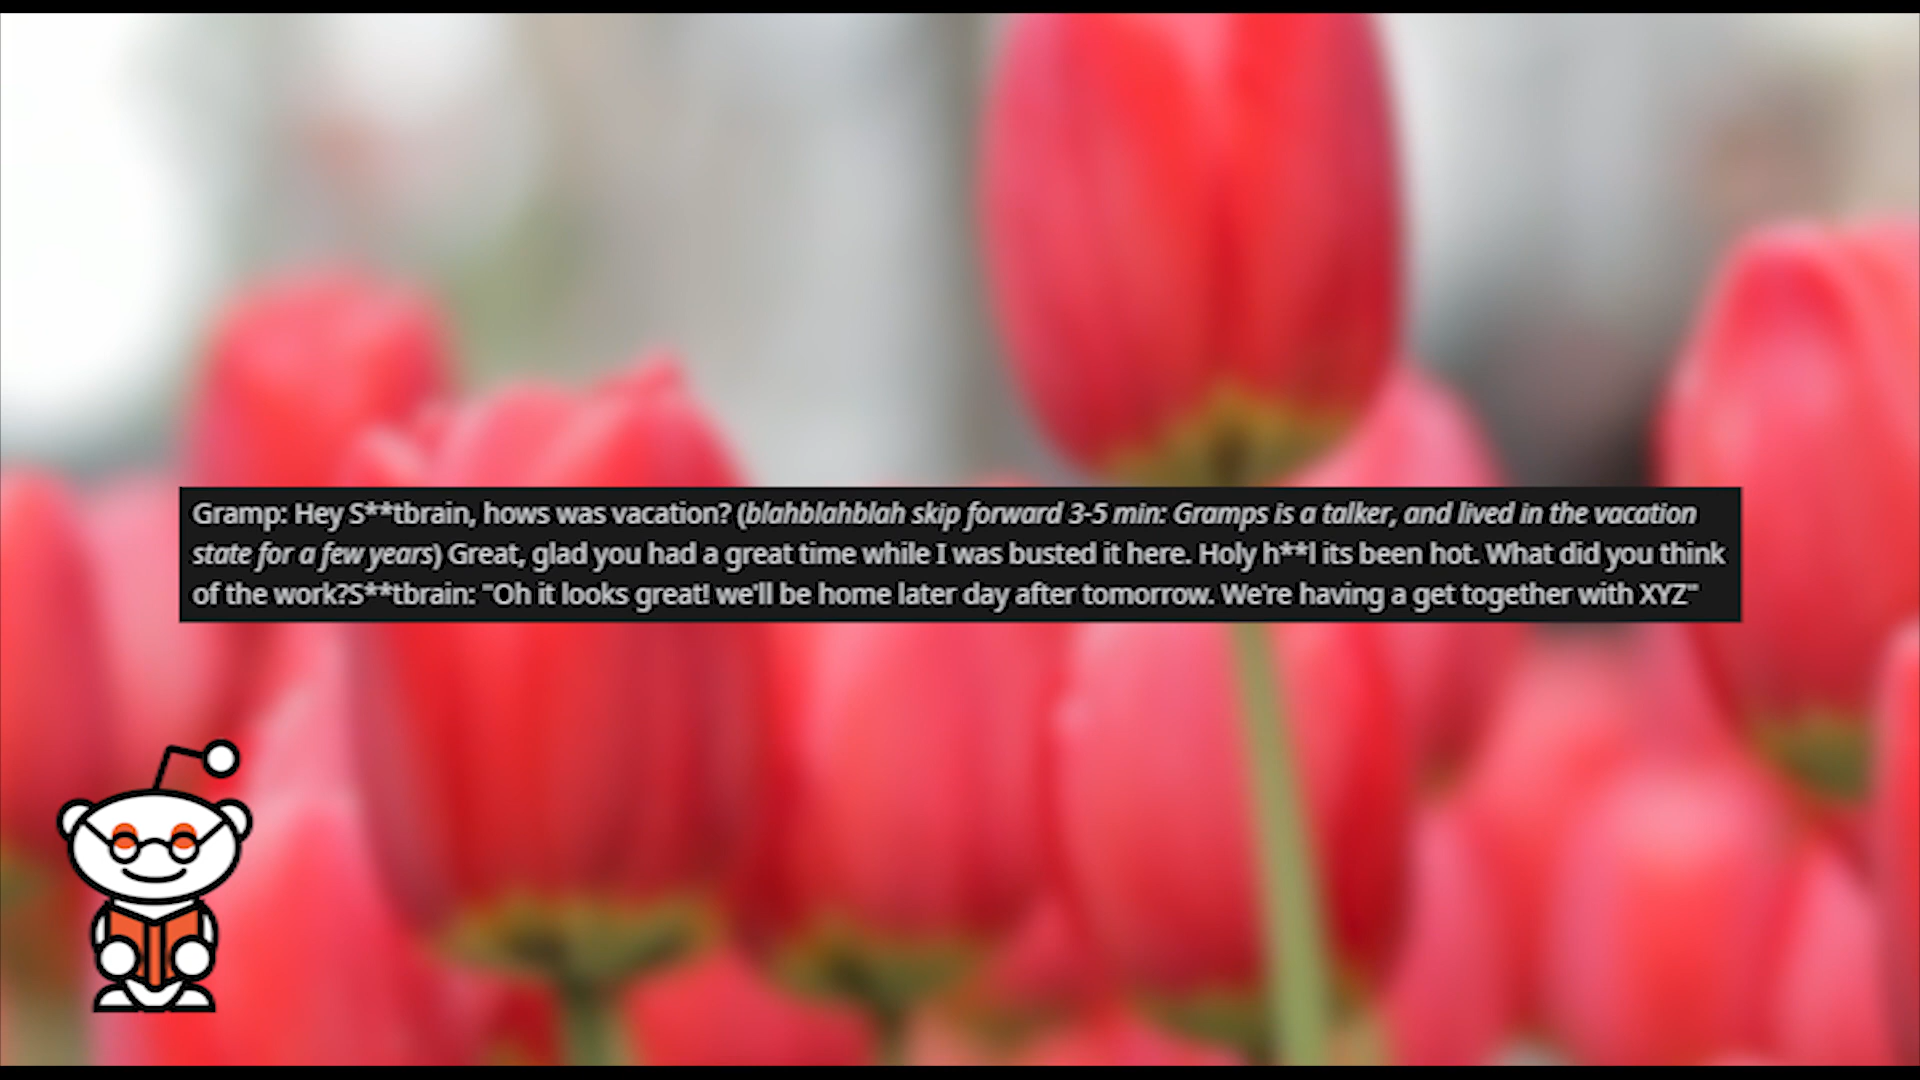 Gramp: Hey S**tbrain, hows was vacation? (blahblahblah skip forward 3-5 min: Gramps is a talker, and lived in the vacation
state for a few years) Great, glad you had a great time while I was busted it here. Holy h**l its been hot. What did you think
of the work?S**tbrain: "Oh it looks great! we'll be home later day after tomorrow. We're having a get together with XYZ"